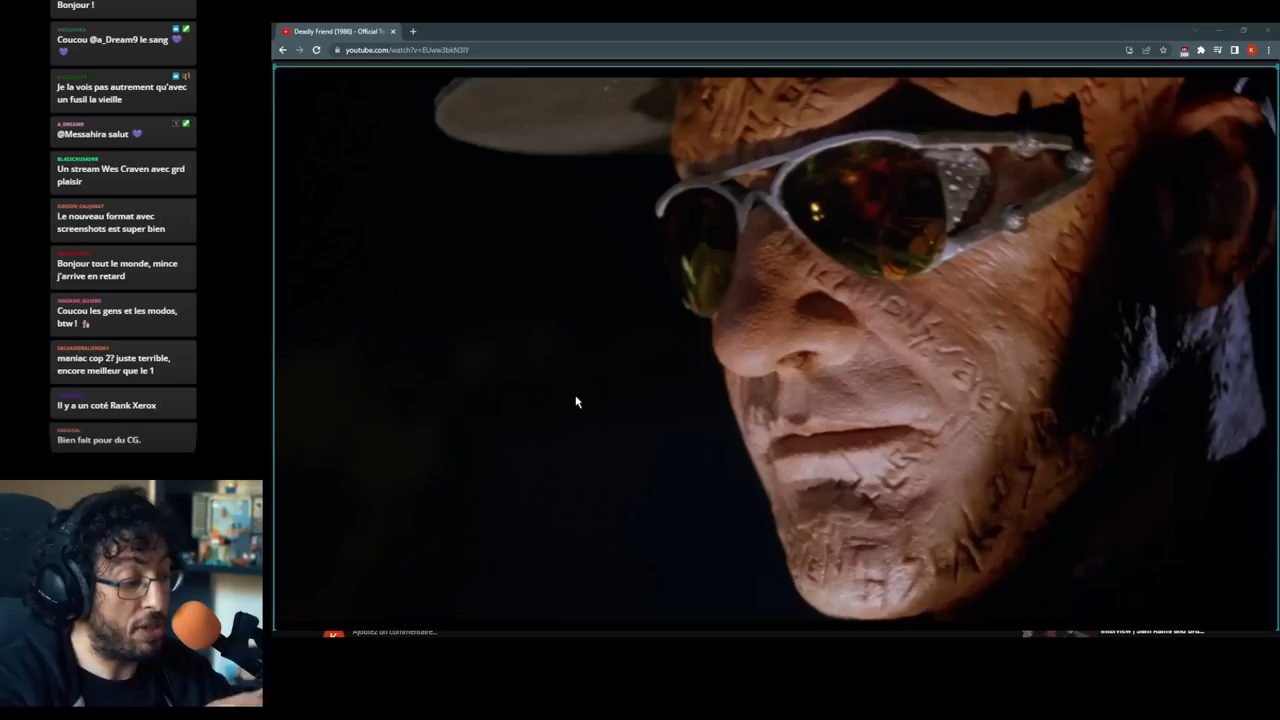 Bonjour !
Coucou @a_Dream9 le sang
Je la vois pas autrement qu'avec
un fusil la vieille
A_DREAM9
@Messahira salut
Un stream Wes Craven avec grd
plaisir
GIDEON_CAUJIMAT
Le nouveau format avec
screenshots est super bien
Bonjour tout le monde, mince
j'arrive en retard
MADAME_GUMBO
Coucou les gens et les modos,
btw !
SALVADORALIENDAY
maniac cop 2? juste terrible,
encore meilleur que le 1
Il y a un coté Rank Xerox
Bien fait pour du CG.
Deadly Friend (1986) - Official
youtube.com/watch?v=EUww3bkN3lY
K
Ajoutez un commentaire...